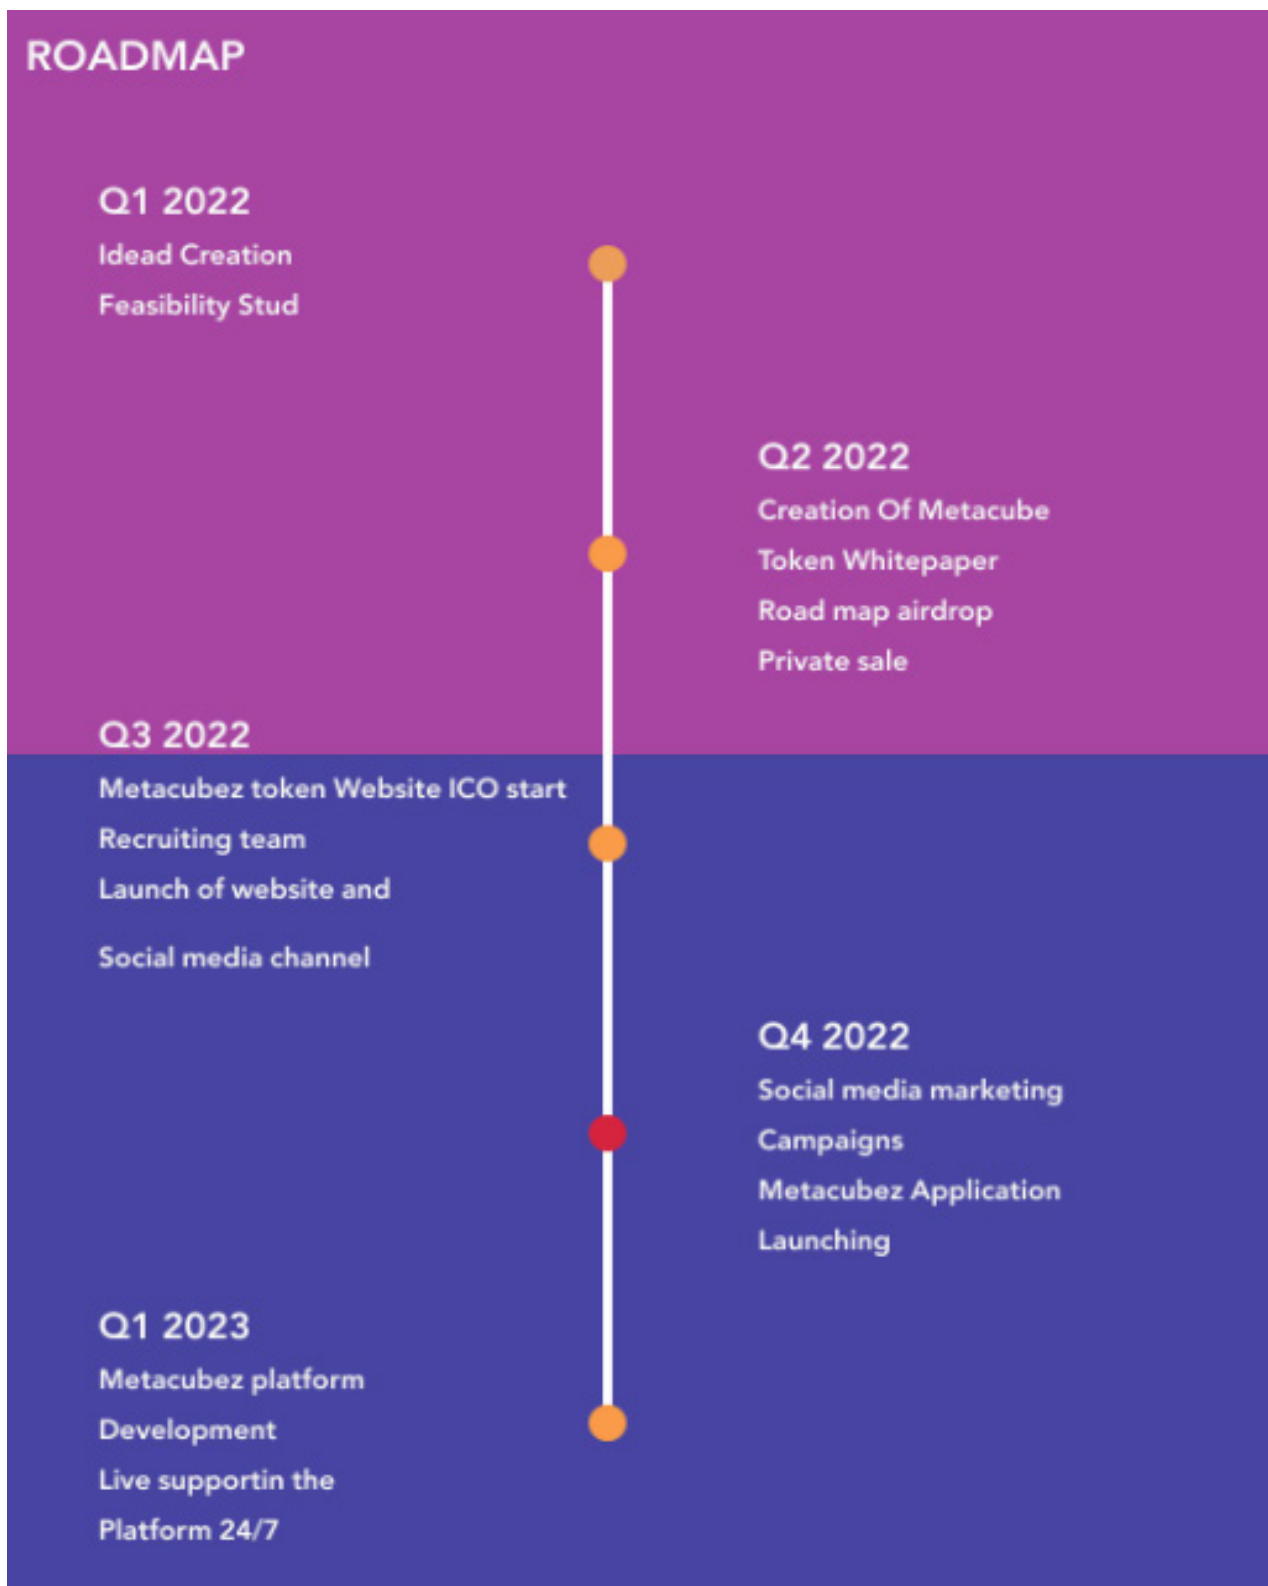 ROADMAP
Q1 2022
Idead Creation
Feasibility Stud
Q2 2022
Creation Of Metacube
Token Whitepaper
Road map airdrop
Private sale
Q3 2022
Metacubez token Website ICO start
Recruiting team
Launch of website and
Social media channel
Q4 2022
Social media marketing
Campaigns
Metacubez Application
Launching
Q1 2023
Metacubez platform
Development
Live supportin the
Platform 24/7